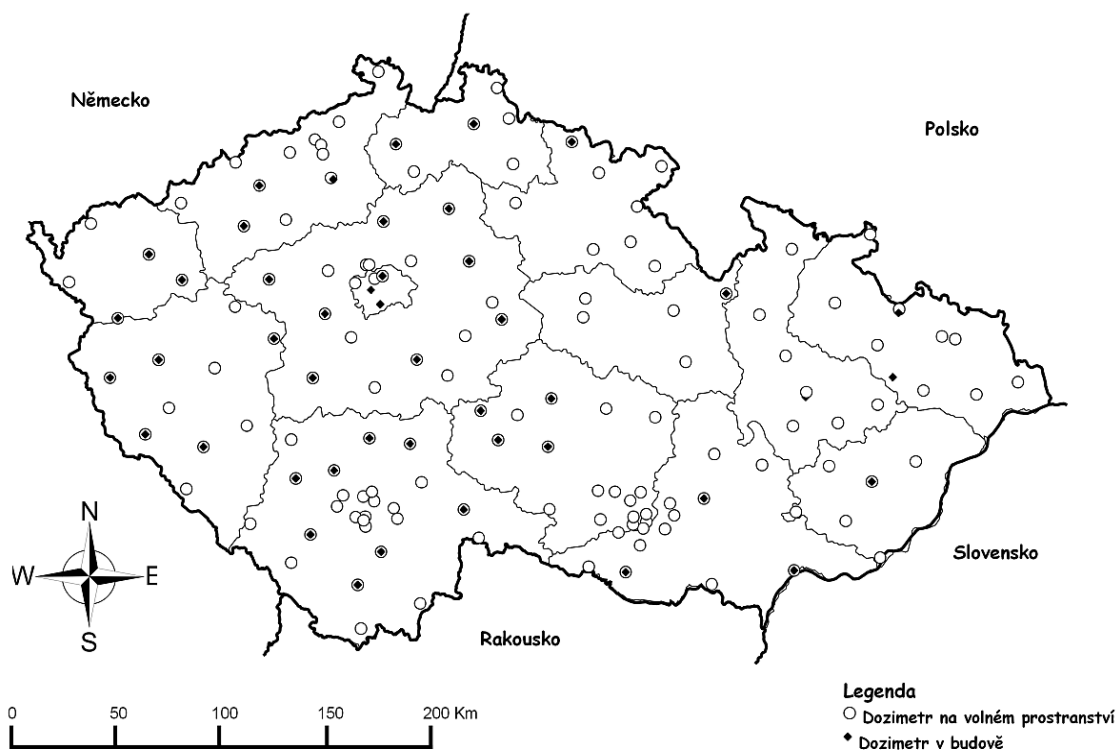 Německo
Polsko
N
W E
S
Slovensko
Rakousko
0 50 100 150 200 Km
Legenda
Dozimetr na volném prostranství
Dozimetr v budově